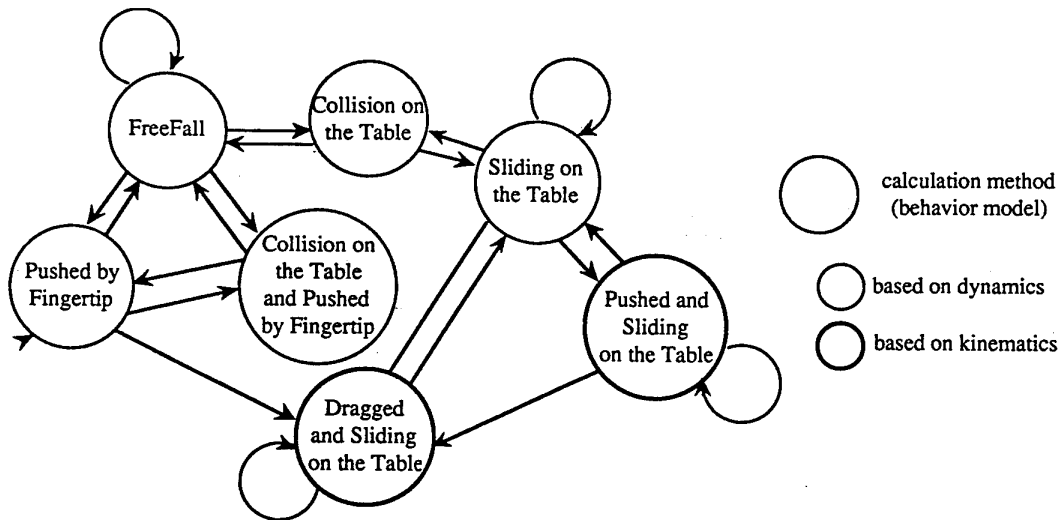 FreeFall
Collision on
the Table
Sliding on
the Table
Pushed by
Fingertip
Collision on
the Table
and Pushed
by Fingertip
Pushed and
Sliding
on the Table
Dragged
and Sliding
on the Table
calculation method
(behavior model)
based on dynamics
based on kinematics